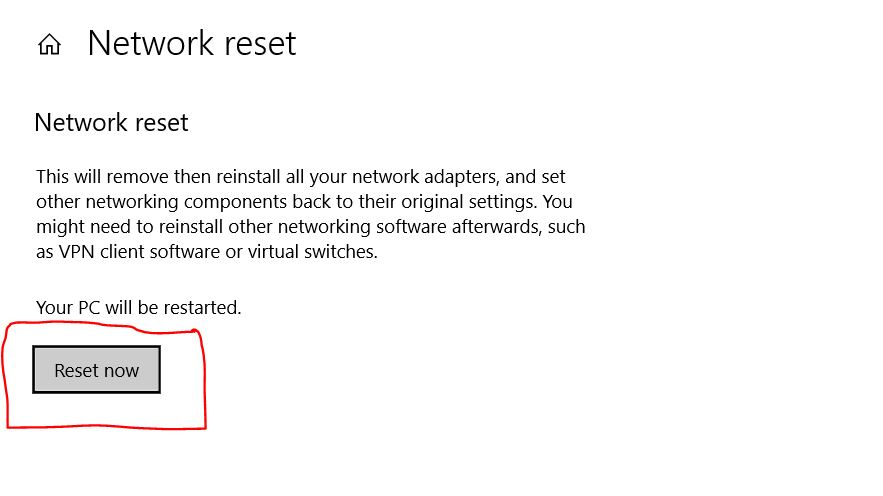 Network reset
Network reset
This will remove then reinstall all your network adapters, and set
other networking components back to their original settings. You
might need to reinstall other networking software afterwards, such
as VPN client software or virtual switches.
Your PC will be restarted.
Reset now